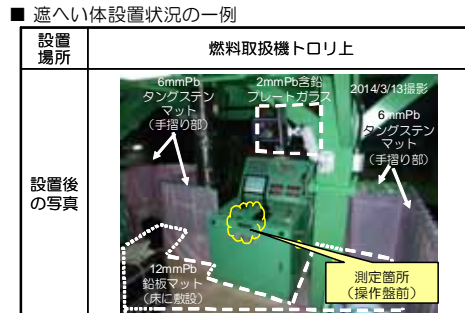 ■ 遮へい体設置状況の一例
設置
場所
燃料取扱機トロリ上
設置後
の写真
6mmPb
タングステン
マット
（手摺り部）
2mmPb含鉛
プレートガラス
2014/3/13撮影
6mmPb
タングステン
マット
（手摺り部）
12mmPb
鉛板マット
（床に敷設）
測定箇所
（操作盤前）